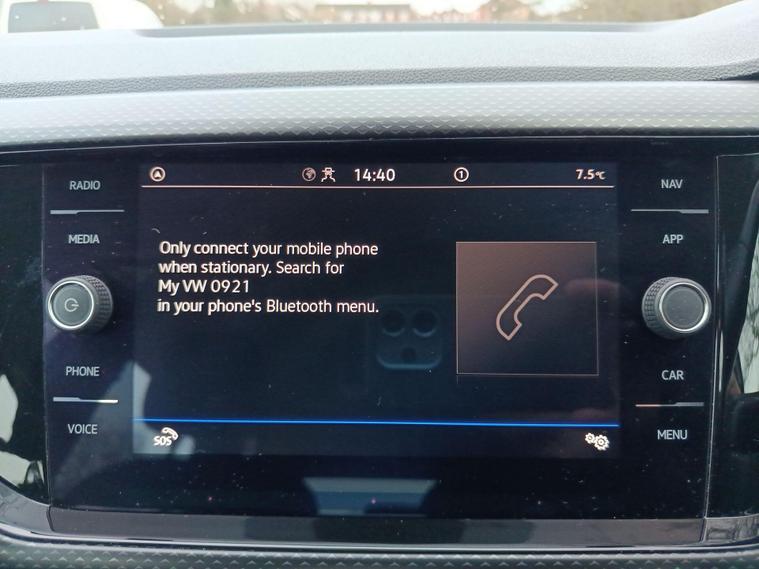 RADIO
MEDIA
PHONE
VOICE
14:40
1
7.5°C
Only connect your mobile phone
when stationary. Search for
My VW 0921
in your phone's Bluetooth menu.
SOS
NAV
APP
CAR
MENU